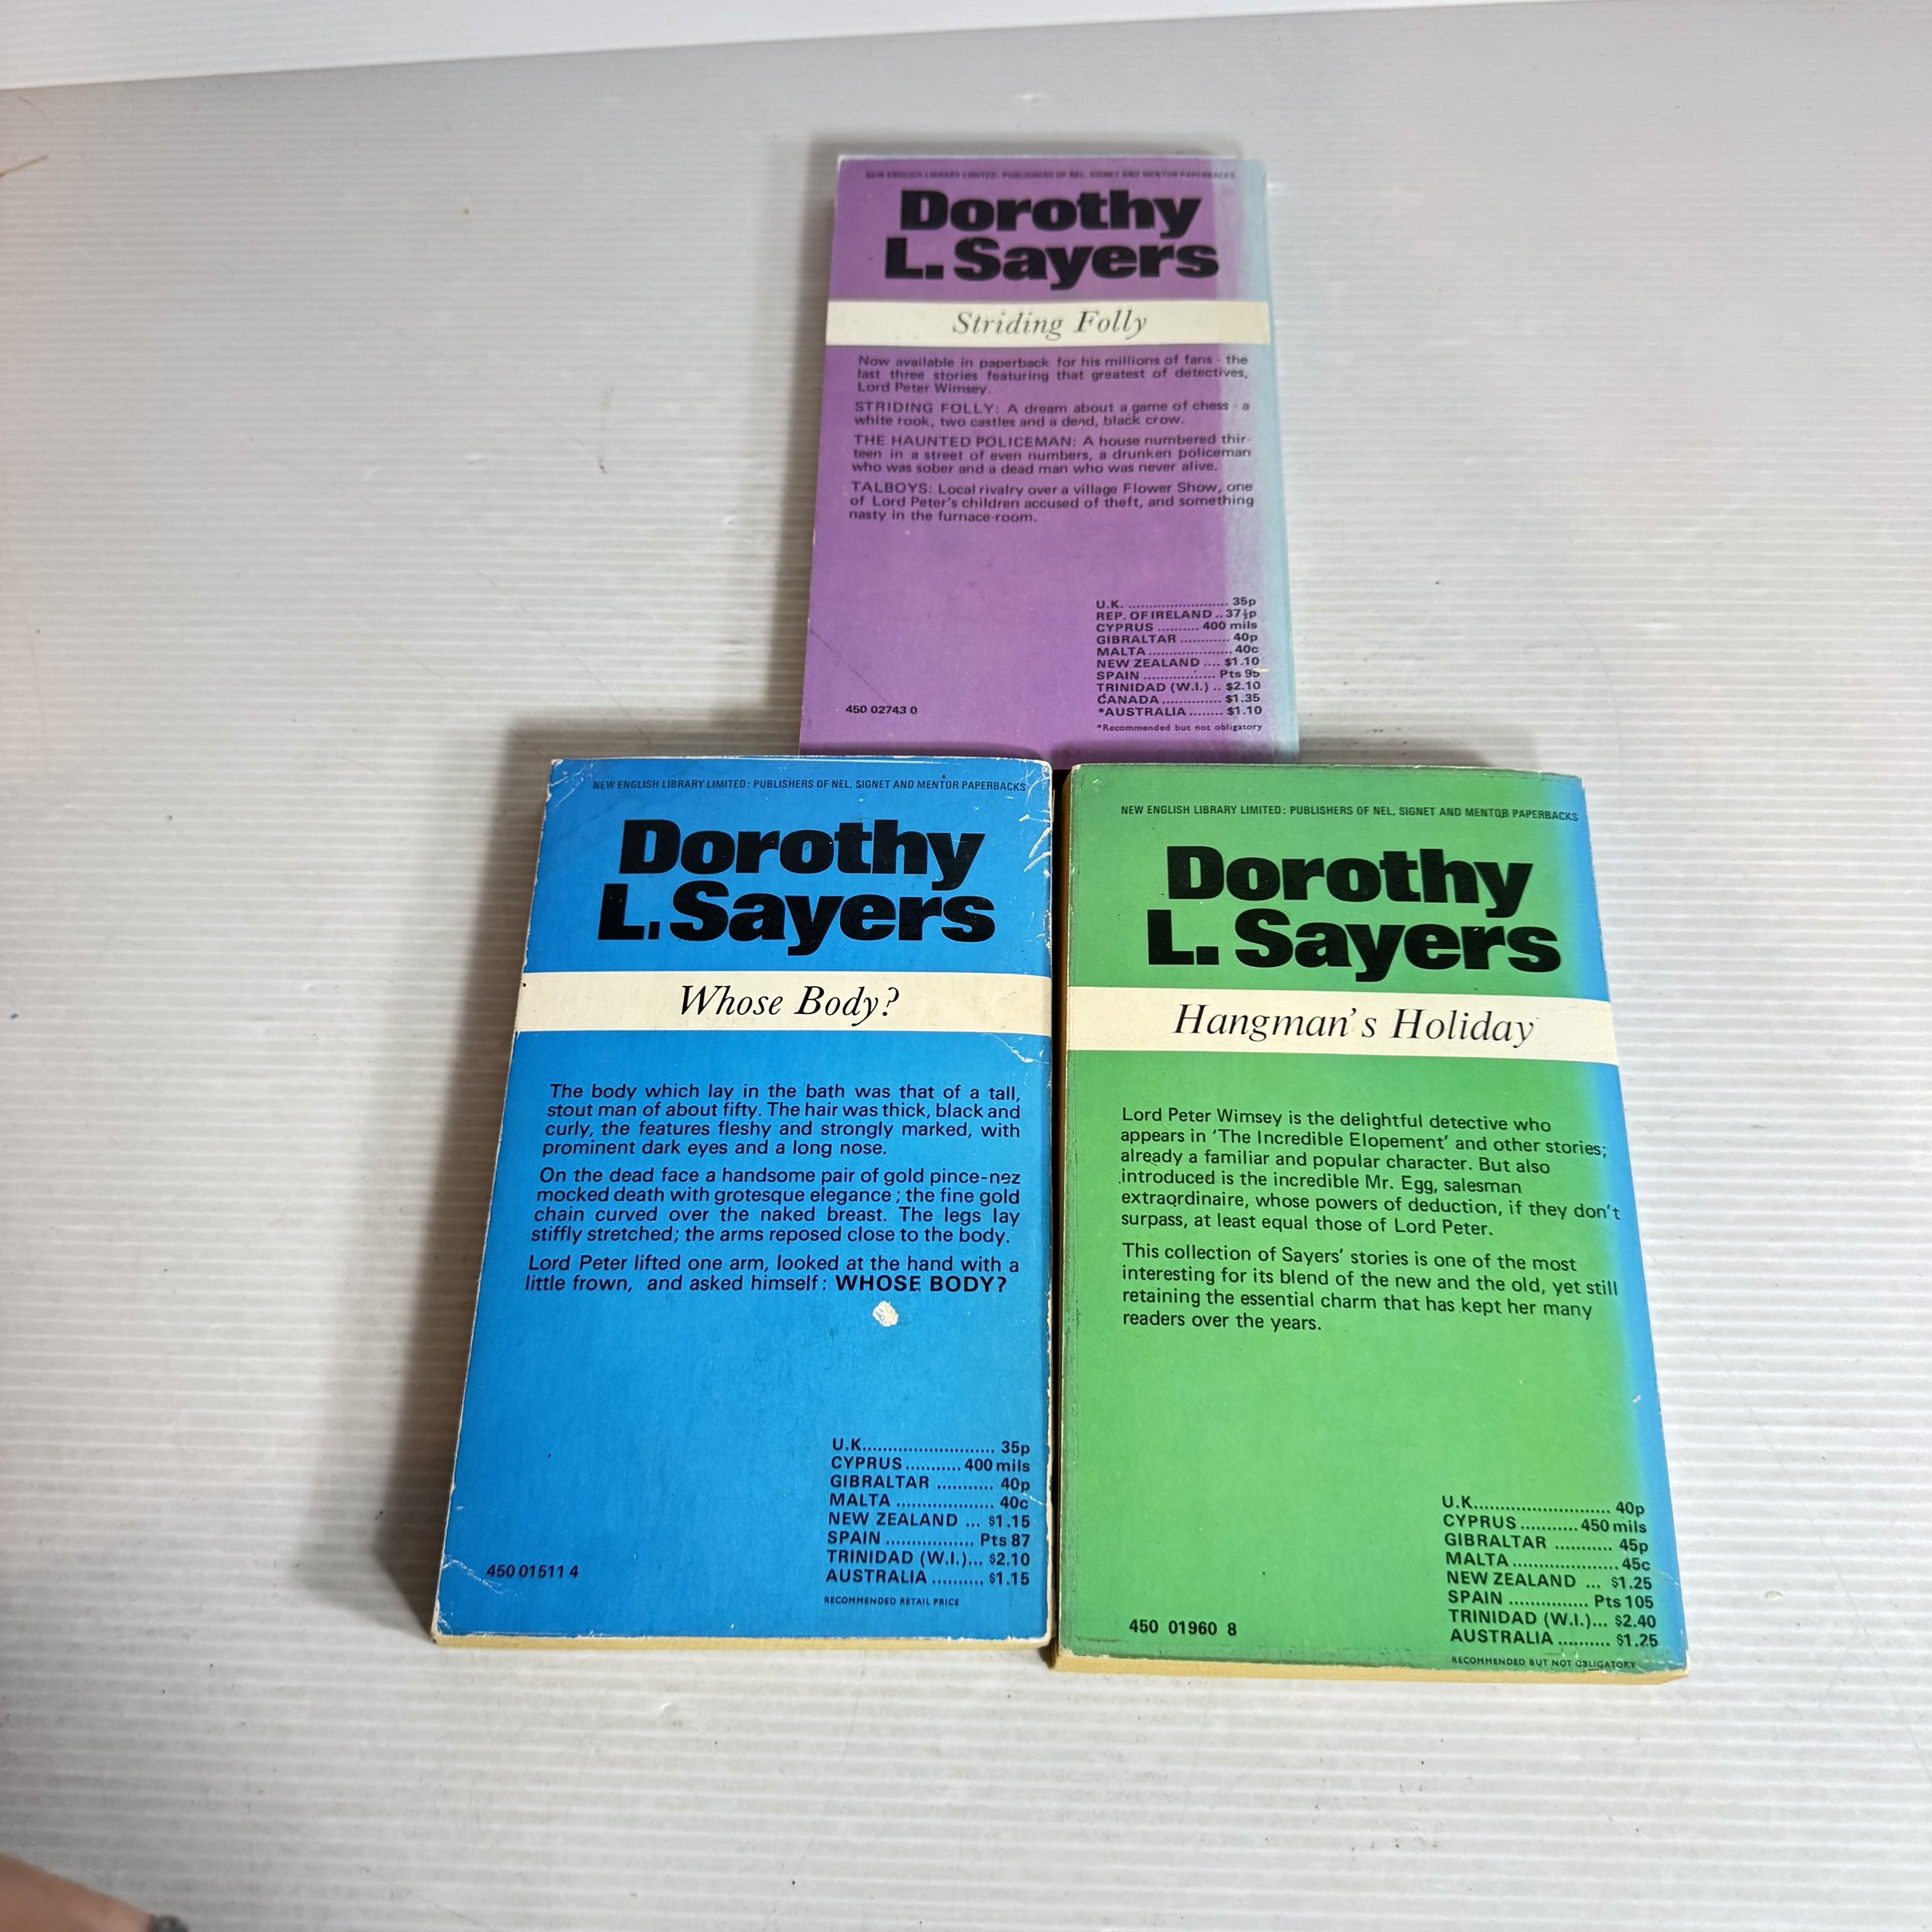 NEW ENGLISH LIBRARY LIMITED: PUBLISHERS OF NEL, SIGNET AND MENTOR PAPERBACKS
Dorothy
L. Sayers
Striding Folly
Now available in paperback for his millions of fans - the
last three stories featuring that greatest of detectives,
Lord Peter Wimsey.
STRIDING FOLLY: A dream about a game of chess - a
white rook, two castles and a dead, black crow.
THE HAUNTED POLICEMAN: A house numbered thir-
teen in a street of even numbers, a drunken policeman
who was sober and a dead man who was never alive.
TALBOYS: Local rivalry over a village Flower Show, one
of Lord Peter's children accused of theft, and something
nasty in the furnace-room.
U.K. .......................... 35p
REP. OF IRELAND .. 37½p
CYPRUS .......... 400 mils
GIBRALTAR ............ 40p
MALTA ..................... 40c
NEW ZEALAND .... $1.10
SPAIN .................. Pts 95
TRINIDAD (W.I.) .. $2.10
CANADA .............. $1.35
*AUSTRALIA ........ $1.10
*Recommended but not obligatory
450 02743 0
NEW ENGLISH LIBRARY LIMITED: PUBLISHERS OF NEL, SIGNET AND MENTOR PAPERBACKS
Dorothy
L. Sayers
Whose Body?
The body which lay in the bath was that of a tall,
stout man of about fifty. The hair was thick, black and
curly, the features fleshy and strongly marked, with
prominent dark eyes and a long nose.
On the dead face a handsome pair of gold pince-nez
mocked death with grotesque elegance; the fine gold
chain curved over the naked breast. The legs lay
stiffly stretched; the arms reposed close to the body.
Lord Peter lifted one arm, looked at the hand with a
little frown, and asked himself: WHOSE BODY?
U.K.......................... 35p
CYPRUS ........... 400 mils
GIBRALTAR ........... 40p
MALTA ................... 40c
NEW ZEALAND ... $1.15
SPAIN ................. Pts 87
TRINIDAD (W.I.)... $2.10
AUSTRALIA .......... $1.15
RECOMMENDED RETAIL PRICE
450 01511 4
NEW ENGLISH LIBRARY LIMITED: PUBLISHERS OF NEL, SIGNET AND MENTOR PAPERBACKS
Dorothy
L. Sayers
Hangman's Holiday
Lord Peter Wimsey is the delightful detective who
appears in 'The Incredible Elopement' and other stories;
already a familiar and popular character. But also
introduced is the incredible Mr. Egg, salesman
extraordinaire, whose powers of deduction, if they don't
surpass, at least equal those of Lord Peter.
This collection of Sayers' stories is one of the most
interesting for its blend of the new and the old, yet still
retaining the essential charm that has kept her many
readers over the years.
U.K........................... 40p
CYPRUS ........... 450 mils
GIBRALTAR ........... 45p
MALTA ..................... 45c
NEW ZEALAND ... $1.25
SPAIN ............... Pts 105
TRINIDAD (W.I.)... $2.40
AUSTRALIA .......... $1.25
RECOMMENDED BUT NOT OBLIGATORY
450 01960 8